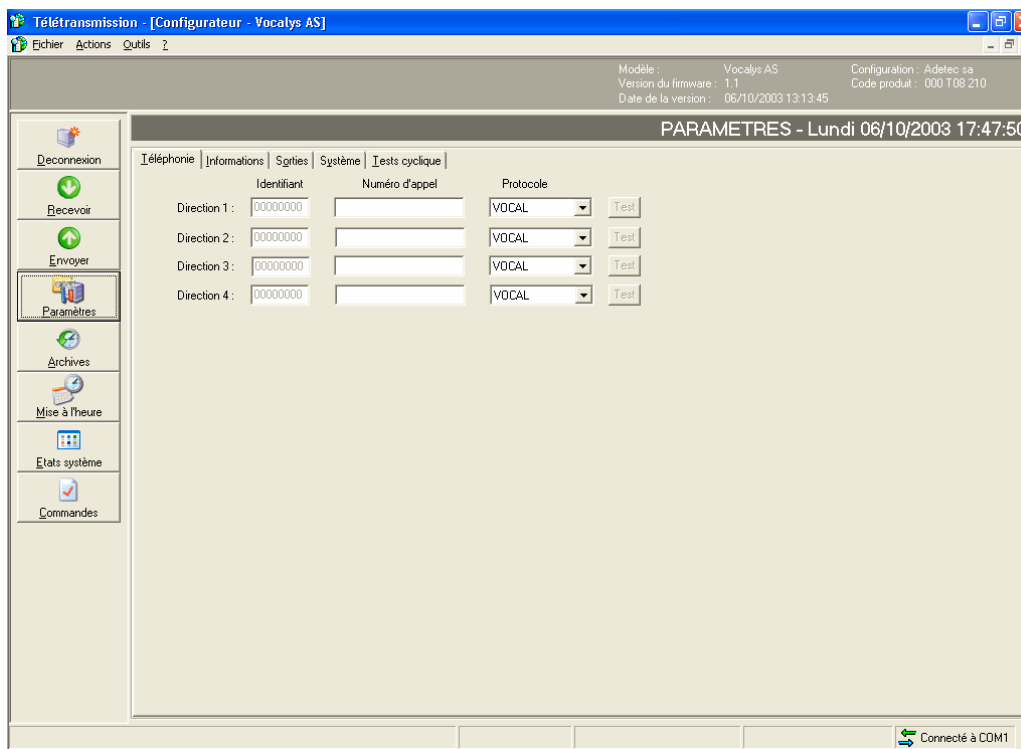 Télétransmission - [Configurateur - Vocalys AS]
Eichier Actions Outils ?
Modèle : Vocalys AS Configuration : Adetec sa
Version du firmware : 1.1 Code produit : 000 T08 210
Date de la version : 06/10/2003 13:13:45
PARAMETRES - Lundi 06/10/2003 17:47:50
Deconnexion
Recevoir
Envoyer
Paramètres
Archives
Mise à l'heure
Etats système
Commandes
Téléphonie Informations Sorties Système Tests cyclique
Identifiant Numéro d'appel Protocole
Direction 1 : 00000000 VOCAL Test
Direction 2 : 00000000 VOCAL Test
Direction 3 : 00000000 VOCAL Test
Direction 4 : 00000000 VOCAL Test
Connecté à COM1